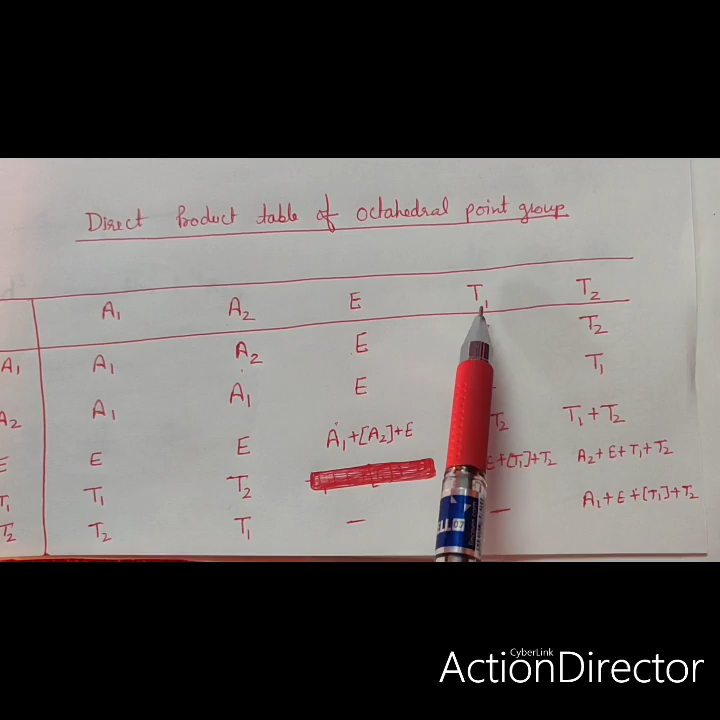 Direct Product table of octahedral point group
A₁ A₂ E T₁ T₂
A₁ A₁ A₂ E T₂
A₂ A₁ A₁ E T₁
E E E A₁+[A₂]+E T₂ T₁+T₂
T₁ T₁ T₂ +[T₁]+T₂ A₂+E+T₁+T₂
T₂ T₂ T₁ — — A₁+E+[T₁]+T₂
CyberLink
ActionDirector